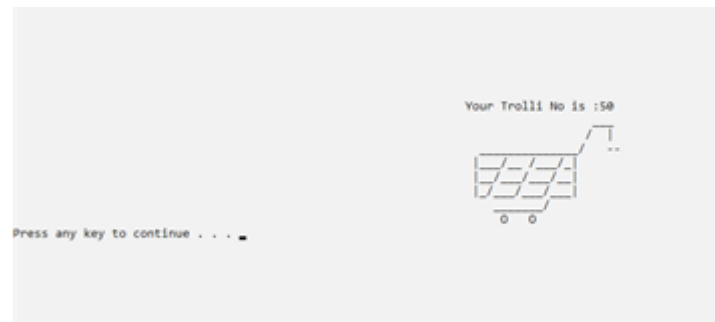 Your Trolli No is :50
Press any key to continue . . .